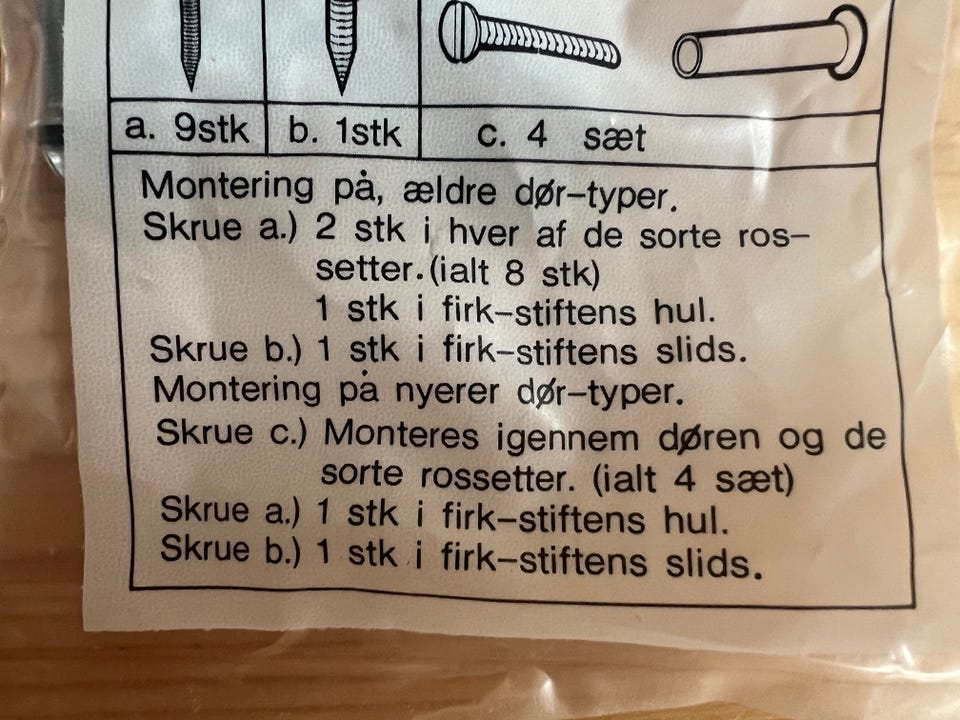 a. 9stk b. 1stk c. 4 sæt
Montering på, ældre dør-typer.
Skrue a.) 2 stk i hver af de sorte ros-
setter.(ialt 8 stk)
1 stk i firk-stiftens hul.
Skrue b.) 1 stk i firk-stiftens slids.
Montering på nyerer dør-typer.
Skrue c.) Monteres igennem døren og de
sorte rossetter. (ialt 4 sæt)
Skrue a.) 1 stk i firk-stiftens hul.
Skrue b.) 1 stk i firk-stiftens slids.